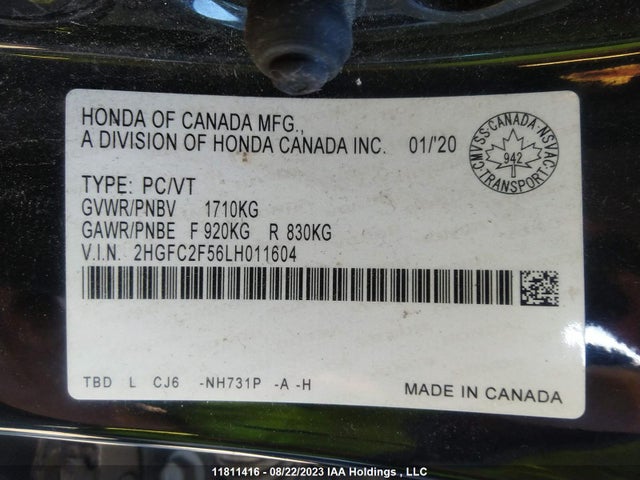 HONDA OF CANADA MFG.,
A DIVISION OF HONDA CANADA INC. 01/'20
CMVSS·CANADA·NSVAC
942
TRANSPORT
TYPE: PC/VT
GVWR/PNBV 1710KG
GAWR/PNBE F 920KG R 830KG
V.I.N. 2HGFC2F56LH011604
TBD L CJ6 -NH731P -A -H
MADE IN CANADA
11811416 - 08/22/2023 IAA Holdings , LLC